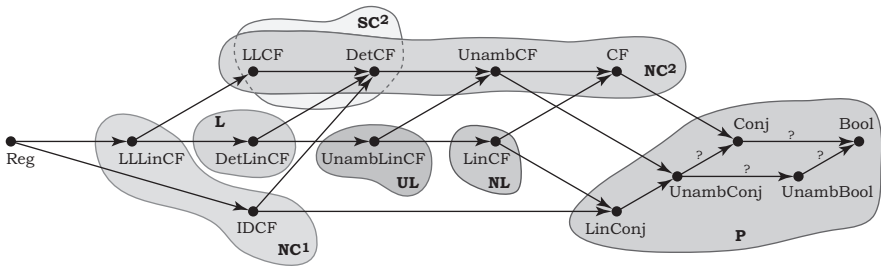 SC²
LLCF DetCF UnambCF CF
NC²
L
Conj ? Bool
Reg LLLinCF DetLinCF UnambLinCF LinCF ? ? ?
UL NL UnambConj UnambBool
IDCF LinConj
NC¹ P